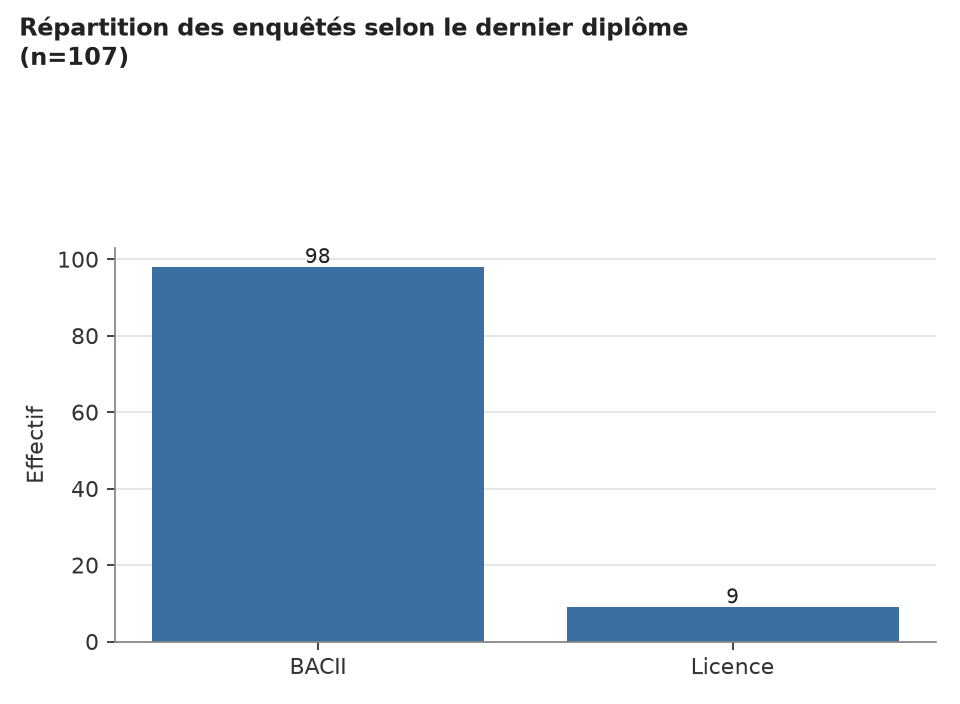 Répartition des enquêtés selon le dernier diplôme
(n=107)
98
100
80
60
40
20
0
Effectif
9
BACII
Licence